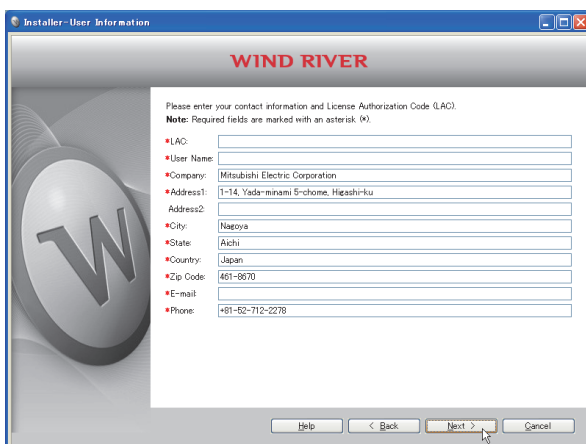 Installer-User Information
WIND RIVER
Please enter your contact information and License Authorization Code (LAC).
Note: Required fields are marked with an asterisk (*).
*LAC:
*User Name:
*Company: Mitsubishi Electric Corporation
*Address1: 1-14, Yada-minami 5-chome, Higashi-ku
Address2:
*City: Nagoya
*State: Aichi
*Country: Japan
*Zip Code: 461-8670
*E-mail:
*Phone: +81-52-712-2278
W
Help < Back Next > Cancel